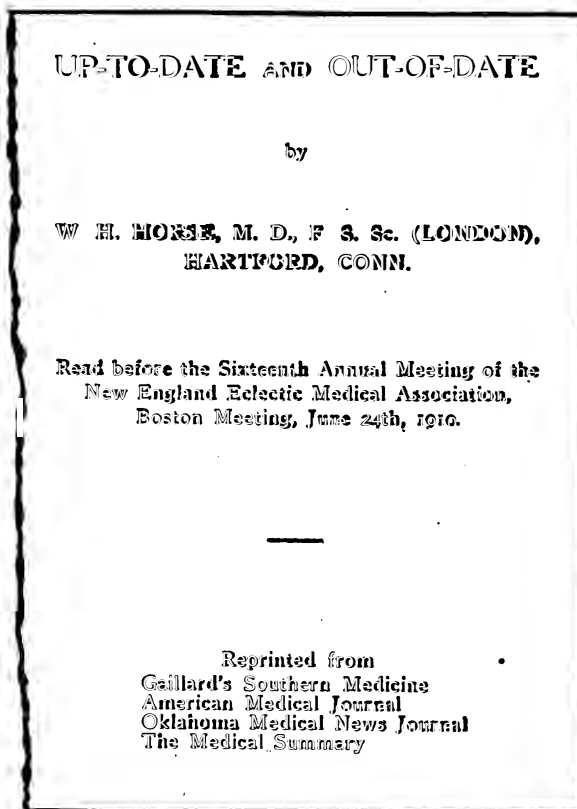 UP-TO-DATE AND OUT-OF-DATE
by
W H. MORSE, M. D., F S. Sc. (LONDON),
HARTFORD, CONN.
Read before the Sixteenth Annual Meeting of the
New England Eclectic Medical Association,
Boston Meeting, June 24th, 1910.
Reprinted from
Gaillard's Southern Medicine
American Medical Journal
Oklahoma Medical News Journal
The Medical Summary